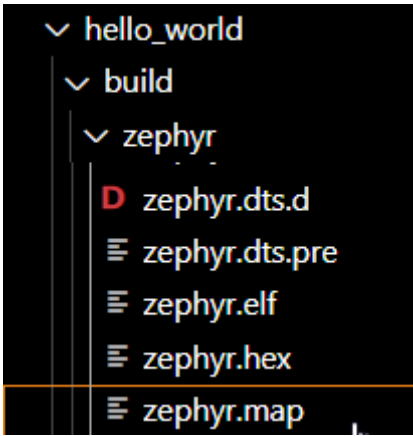 hello_world
build
zephyr
D zephyr.dts.d
zephyr.dts.pre
zephyr.elf
zephyr.hex
zephyr.map